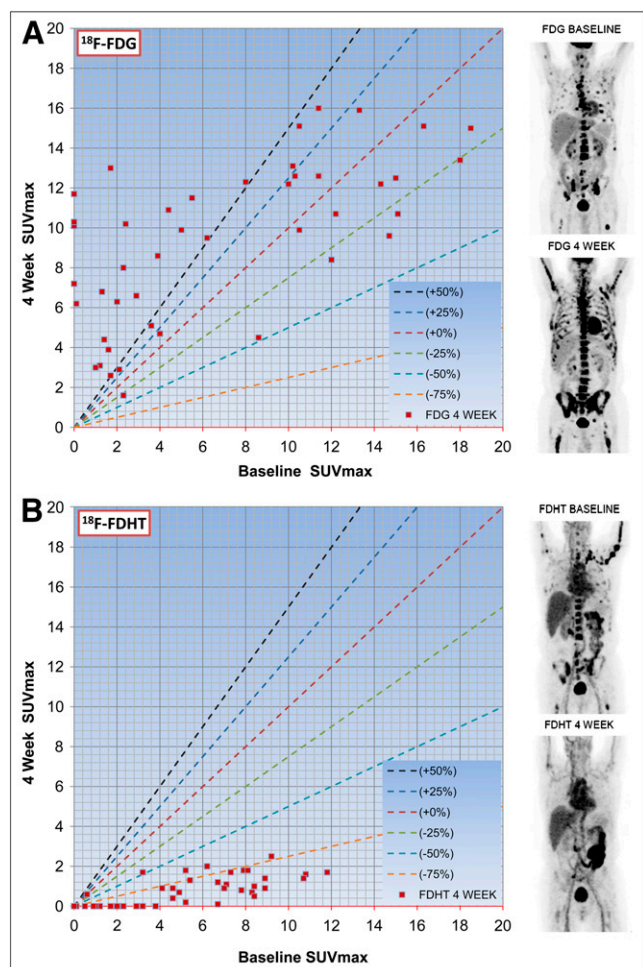 A
18F-FDG
4 Week SUVmax
20
18
16
14
12
10
8
6
4
2
0
(+50%)
(+25%)
(+0%)
(-25%)
(-50%)
(-75%)
FDG 4 WEEK
0 2 4 6 8 10 12 14 16 18 20
Baseline SUVmax
FDG BASELINE
FDG 4 WEEK
B
18F-FDHT
4 Week SUVmax
20
18
16
14
12
10
8
6
4
2
0
(+50%)
(+25%)
(+0%)
(-25%)
(-50%)
(-75%)
FDHT 4 WEEK
0 2 4 6 8 10 12 14 16 18 20
Baseline SUVmax
FDHT BASELINE
FDHT 4 WEEK